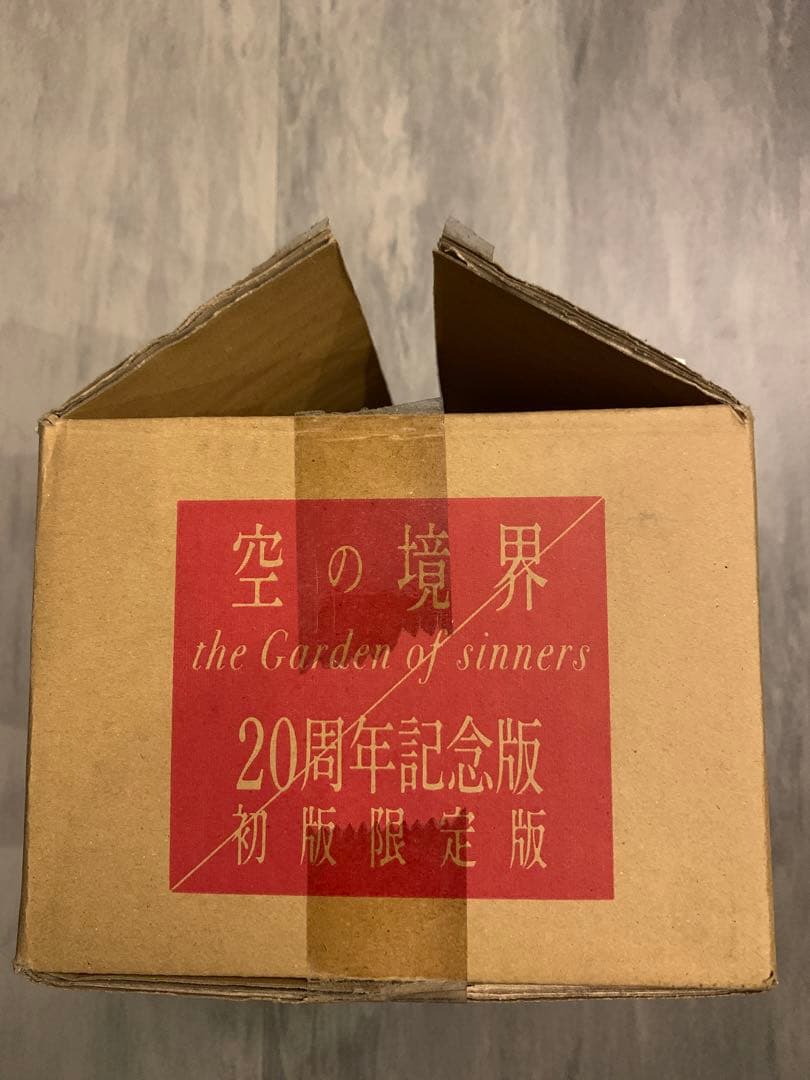 空の境界
the Garden of sinners
20周年記念版
初版限定版